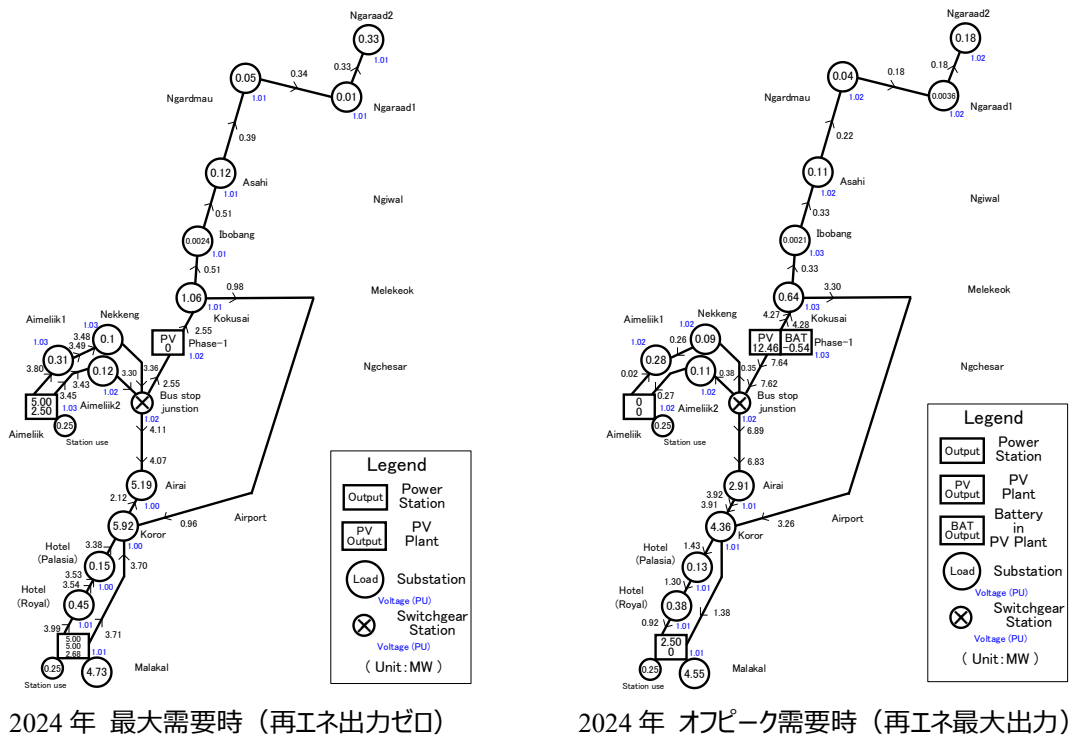 Ngaraad2
0.33
1.01
0.33
0.05
0.34
1.01
0.01
Ngardmau
Ngaraad1
1.01
0.39
0.12
Asahi
1.01
Ngiwal
0.51
Ibobang
0.0024
1.01
0.51
0.98
Melekeok
1.06
1.01
Kokusai
Nekkeng
1.03
Aimeliik1
3.48
0.1
PV
0
2.55
Phase-1
1.02
1.03
3.49
0.31
Ngchesar
3.80
0.12
3.30
3.36
3.43
1.02
2.55
3.45
5.00
2.50
1.03
Aimeliik2
Bus stop
junstion
Aimeliik
0.25
Station use
1.02
4.11
4.07
5.19
Airai
2.12
1.00
5.92
Koror
1.00
0.96
Airport
Hotel
(Palasia)
3.38
0.15
3.70
1.00
3.53
3.54
Hotel
(Royal)
0.45
1.01
3.99
3.71
5.00
5.00
2.68
1.01
0.25
Station use
4.73
Malakal
Legend
Output
Power
Station
PV
Output
PV
Plant
Load
Substation
Voltage (PU)
Switchgear
Station
Voltage (PU)
( Unit:MW )
2024 年 最大需要時（再エネ出力ゼロ）
Ngaraad2
0.18
1.02
0.18
0.04
0.18
1.02
0.0036
Ngardmau
Ngaraad1
1.02
0.22
0.11
Asahi
1.02
Ngiwal
0.33
Ibobang
0.0021
1.03
0.33
3.30
Melekeok
0.64
1.03
Kokusai
4.27
4.28
Nekkeng
1.02
Aimeliik1
0.26
0.09
PV
12.46
BAT
-0.54
Phase-1
1.03
1.02
0.28
7.64
Ngchesar
0.02
0.11
0.38
0.35
0.27
1.02
7.62
0
0
1.02
Aimeliik2
Bus stop
junstion
Aimeliik
0.25
Station use
1.02
6.89
6.83
2.91
Airai
3.92
3.91
1.01
4.36
Koror
1.01
3.26
Airport
Hotel
(Palasia)
1.43
0.13
1.01
1.30
Hotel
(Royal)
0.38
1.38
1.01
0.92
2.50
0
1.01
0.25
Station use
4.55
Malakal
Legend
Output
Power
Station
PV
Output
PV
Plant
BAT
Output
Battery
in
PV Plant
Load
Substation
Voltage (PU)
Switchgear
Station
Voltage (PU)
( Unit:MW )
2024 年 オフピーク需要時（再エネ最大出力）